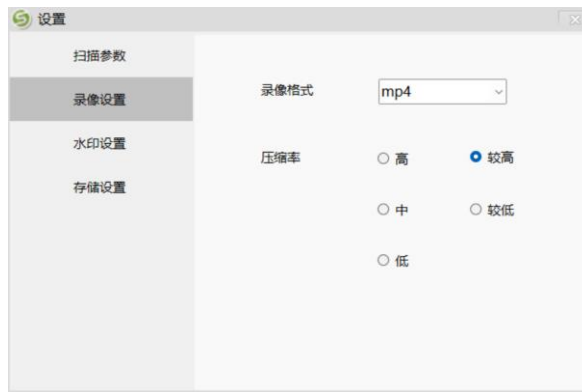 设置
扫描参数
录像设置
水印设置
存储设置
录像格式 mp4
压缩率 高 较高
中 较低
低